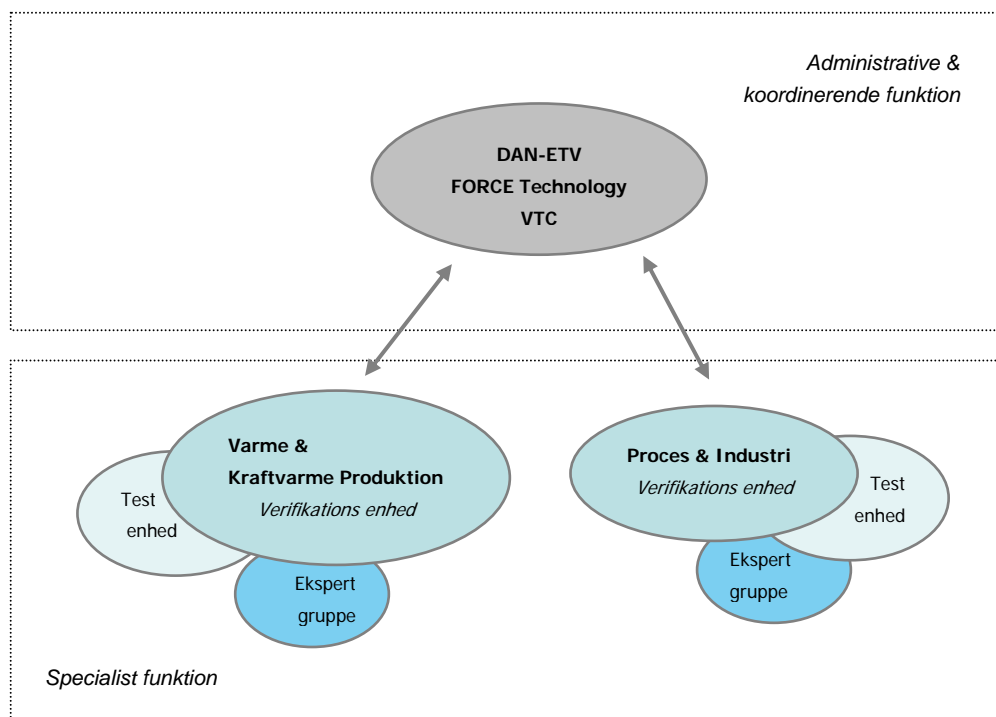 Administrative &
koordinerende funktion
DAN-ETV
FORCE Technology
VTC
Varme &
Kraftvarme Produktion
Verifikations enhed
Test
enhed
Ekspert
gruppe
Proces & Industri
Verifikations enhed
Test
enhed
Ekspert
gruppe
Specialist funktion